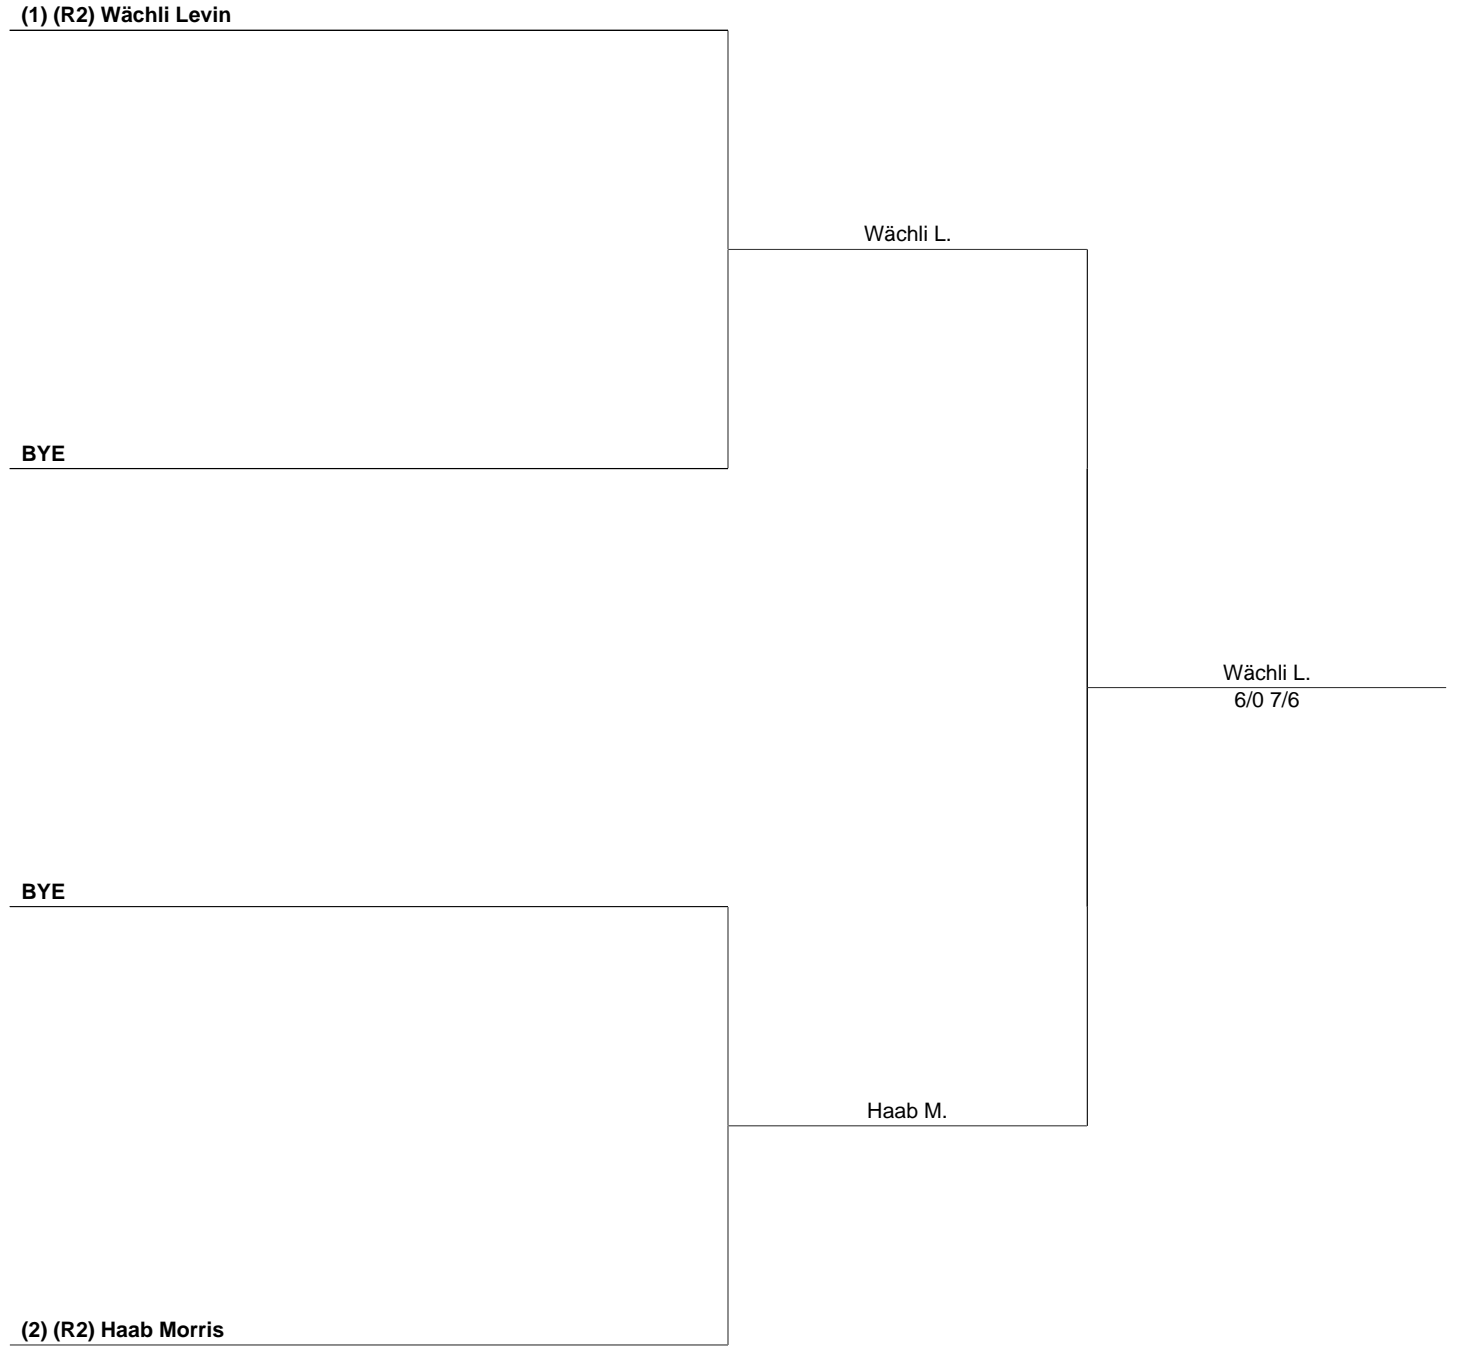 (1) (R2) Wächli Levin
Wächli L.
BYE
Wächli L.
6/0 7/6
BYE
Haab M.
(2) (R2) Haab Morris